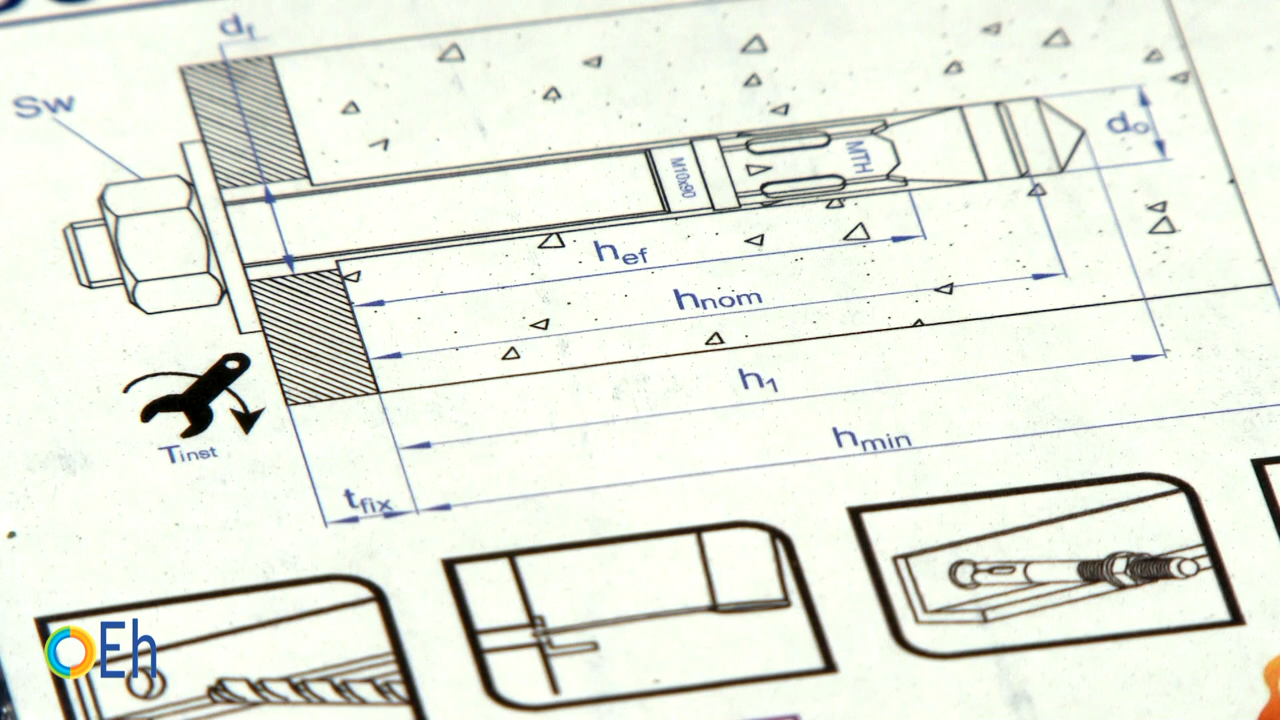 df
Sw
do
M10x90
MTH
hef
hnom
h1
hmin
Tinst
tfix
Eh